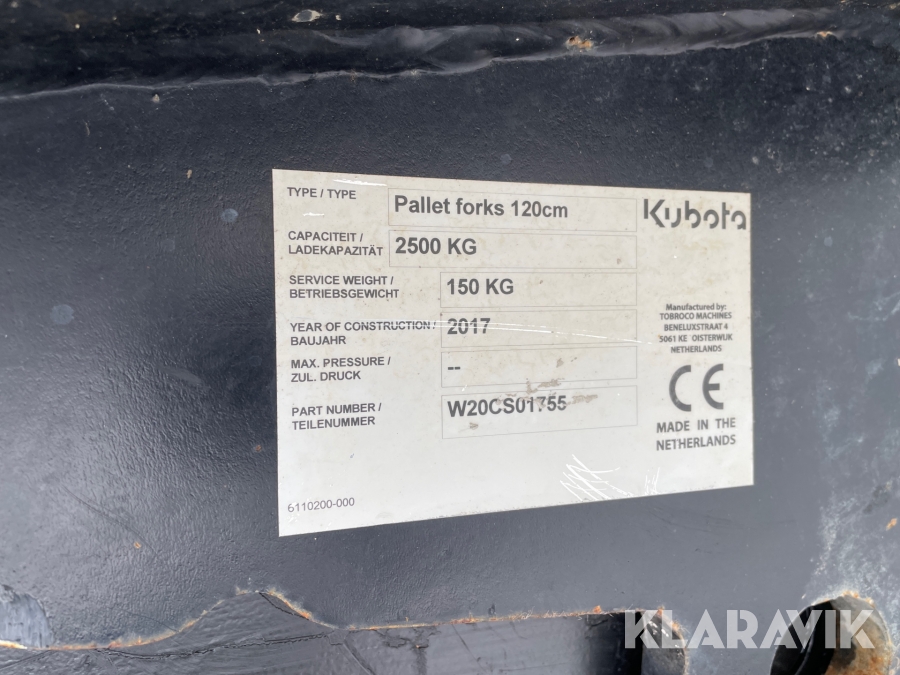 TYPE / TYPE
Pallet forks 120cm
Kubota
CAPACITEIT /
LADEKAPAZITÄT
2500 KG
SERVICE WEIGHT /
BETRIEBSGEWICHT
150 KG
YEAR OF CONSTRUCTION /
BAUJAHR
2017
MAX. PRESSURE /
ZUL. DRUCK
--
PART NUMBER /
TEILENUMMER
W20CS01755
Manufactured by:
TOBROCO MACHINES
BENELUXSTRAAT 4
5061 KE OISTERWIJK
NETHERLANDS
CE
MADE IN THE
NETHERLANDS
6110200-000
KLARAVIK